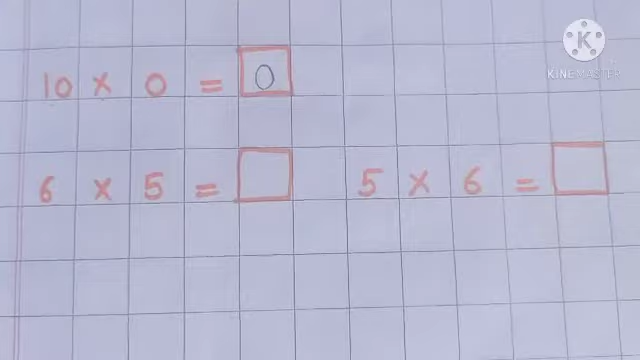 KINEMASTER
10 × 0 = 0
6 × 5 = 5 × 6 =